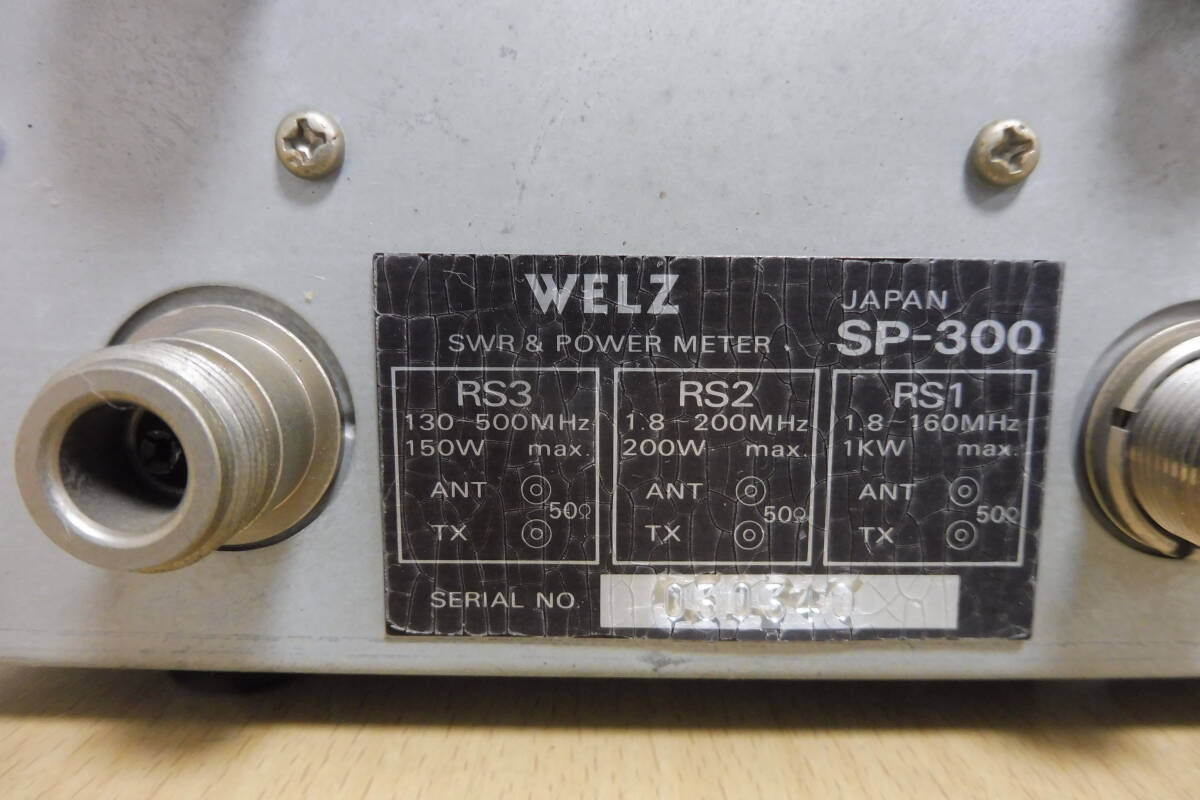 WELZ
JAPAN
SWR & POWER METER
SP-300
RS3
130~500MHz
150W max.
ANT
50Ω
TX
RS2
1.8~200MHz
200W max.
ANT
50Ω
TX
RS1
1.8~160MHz
1KW max.
ANT
50Ω
TX
SERIAL NO.